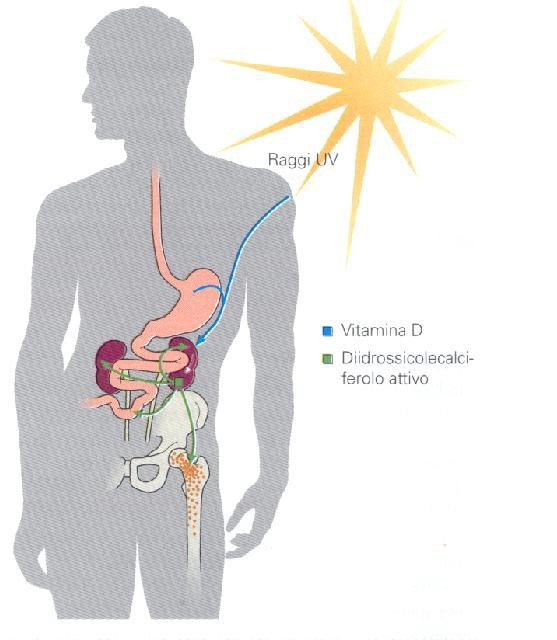 Raggi UV
Vitamina D
Diidrossicolecalci-
ferolo attivo